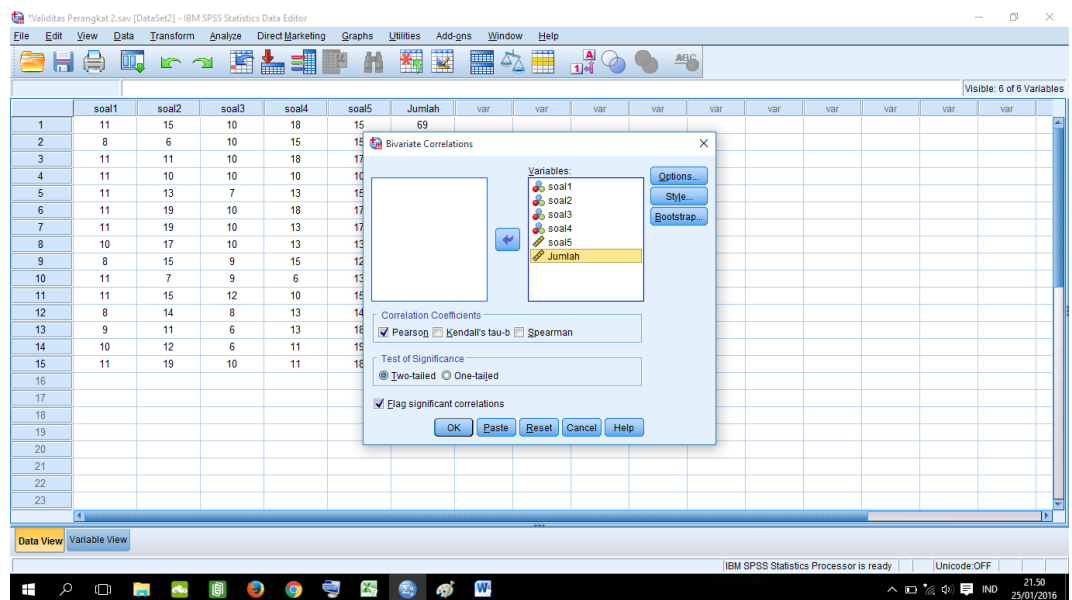 *Validitas Perangkat 2.sav [DataSet2] - IBM SPSS Statistics Data Editor
File Edit View Data Transform Analyze Direct Marketing Graphs Utilities Add-ons Window Help
Visible: 6 of 6 Variables
soal1 soal2 soal3 soal4 soal5 Jumlah var var var var var var var var var var
1 11 15 10 18 15 69
2 8 6 10 15 15
3 11 11 10 18 17
4 11 10 10 10 10
5 11 13 7 13 15
6 11 19 10 18 17
7 11 19 10 13 17
8 10 17 10 13 13
9 8 15 9 15 12
10 11 7 9 6 13
11 11 15 12 10 15
12 8 14 8 13 14
13 9 11 6 13 18
14 10 12 6 11 19
15 11 19 10 11 18
16
17
18
19
20
21
22
23
Bivariate Correlations
Variables:
soal1
soal2
soal3
soal4
soal5
Jumlah
Options...
Style...
Bootstrap...
Correlation Coefficients
Pearson Kendall's tau-b Spearman
Test of Significance
Two-tailed One-tailed
Flag significant correlations
OK Paste Reset Cancel Help
Data View Variable View
IBM SPSS Statistics Processor is ready Unicode:OFF
IND
21.50
25/01/2016